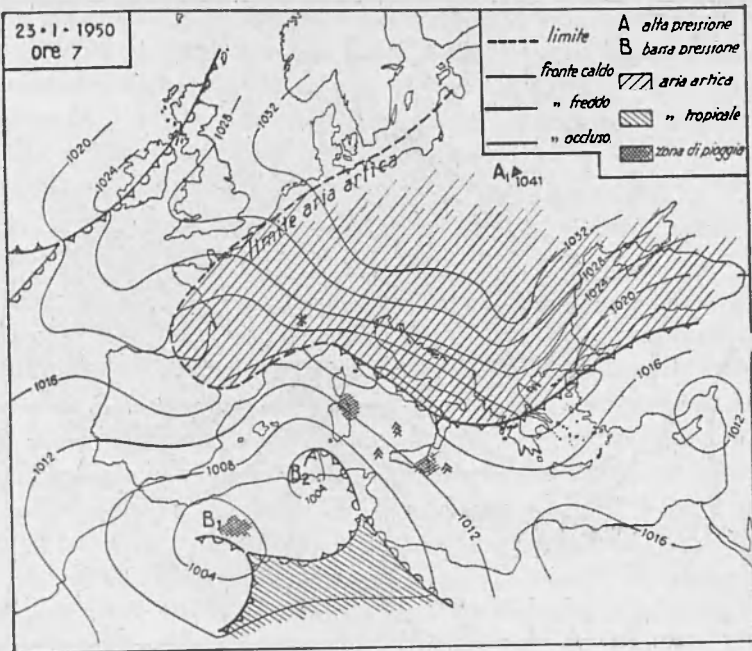 23·1·1950
ore 7
limite
fronte caldo
" freddo
" occluso
A alta pressione
B bassa pressione
aria artica
" tropicale
zona di pioggia
1020
1024
1028
1032
limite aria artica
A₁ 1041
1032
1028
1024
1020
1016
1016
1012
1012
1008
B₂
1004
B₁
1004
1012
1016